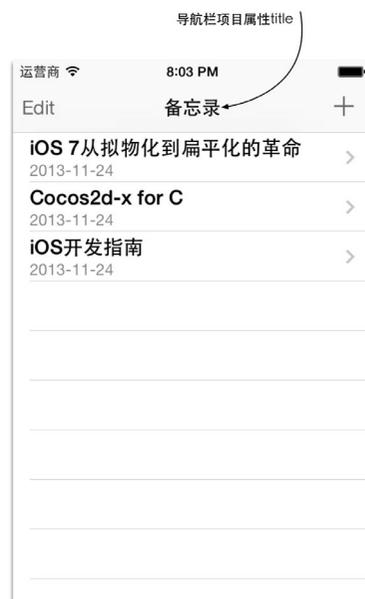 导航栏项目属性title
运营商 8:03 PM
Edit 备忘录 +
iOS 7从拟物化到扁平化的革命
2013-11-24
Cocos2d-x for C
2013-11-24
iOS开发指南
2013-11-24